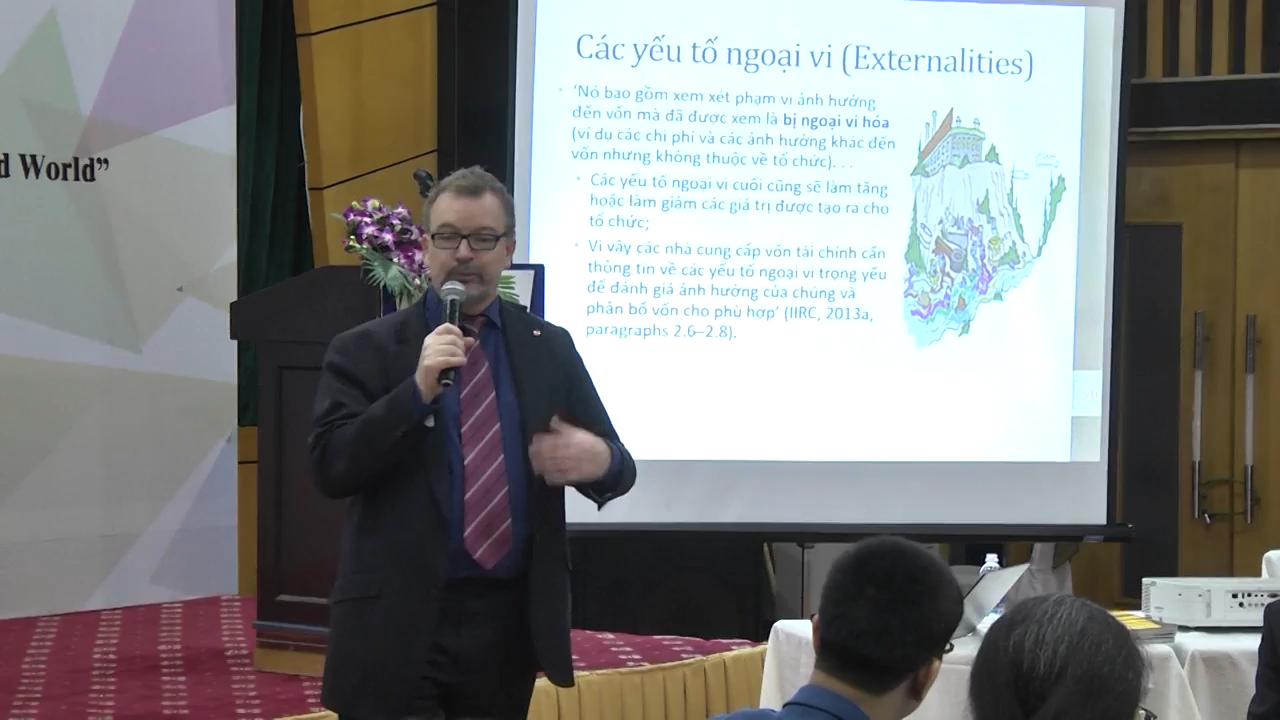 d World”
Các yếu tố ngoại vi (Externalities)
‘Nó bao gồm xem xét phạm vi ảnh hưởng
đến vốn mà đã được xem là bị ngoại vi hóa
(ví dụ các chi phí và các ảnh hưởng khác đến
vốn nhưng không thuộc về tổ chức). . .
Các yếu tố ngoại vi cuối cũng sẽ làm tăng
hoặc làm giảm các giá trị được tạo ra cho
tổ chức;
Vì vậy các nhà cung cấp vốn tài chính cần
thông tin về các yếu tố ngoại vi trọng yếu
để đánh giá ảnh hưởng của chúng và
phân bổ vốn cho phù hợp’ (IIRC, 2013a,
paragraphs 2.6–2.8).